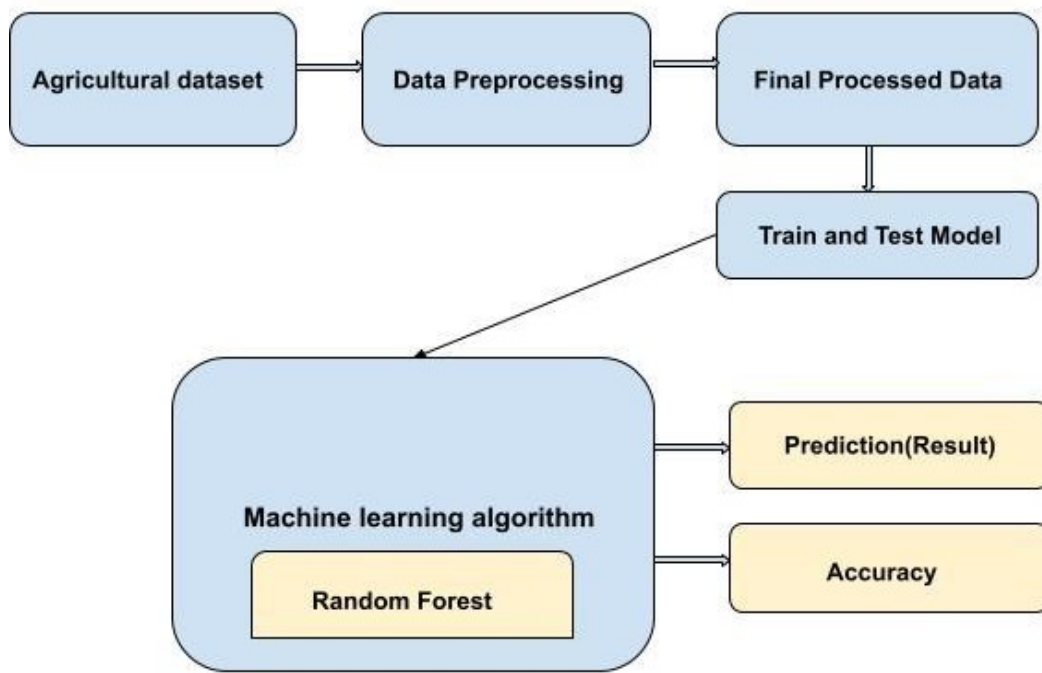 Agricultural dataset
Data Preprocessing
Final Processed Data
Train and Test Model
Machine learning algorithm
Random Forest
Prediction(Result)
Accuracy